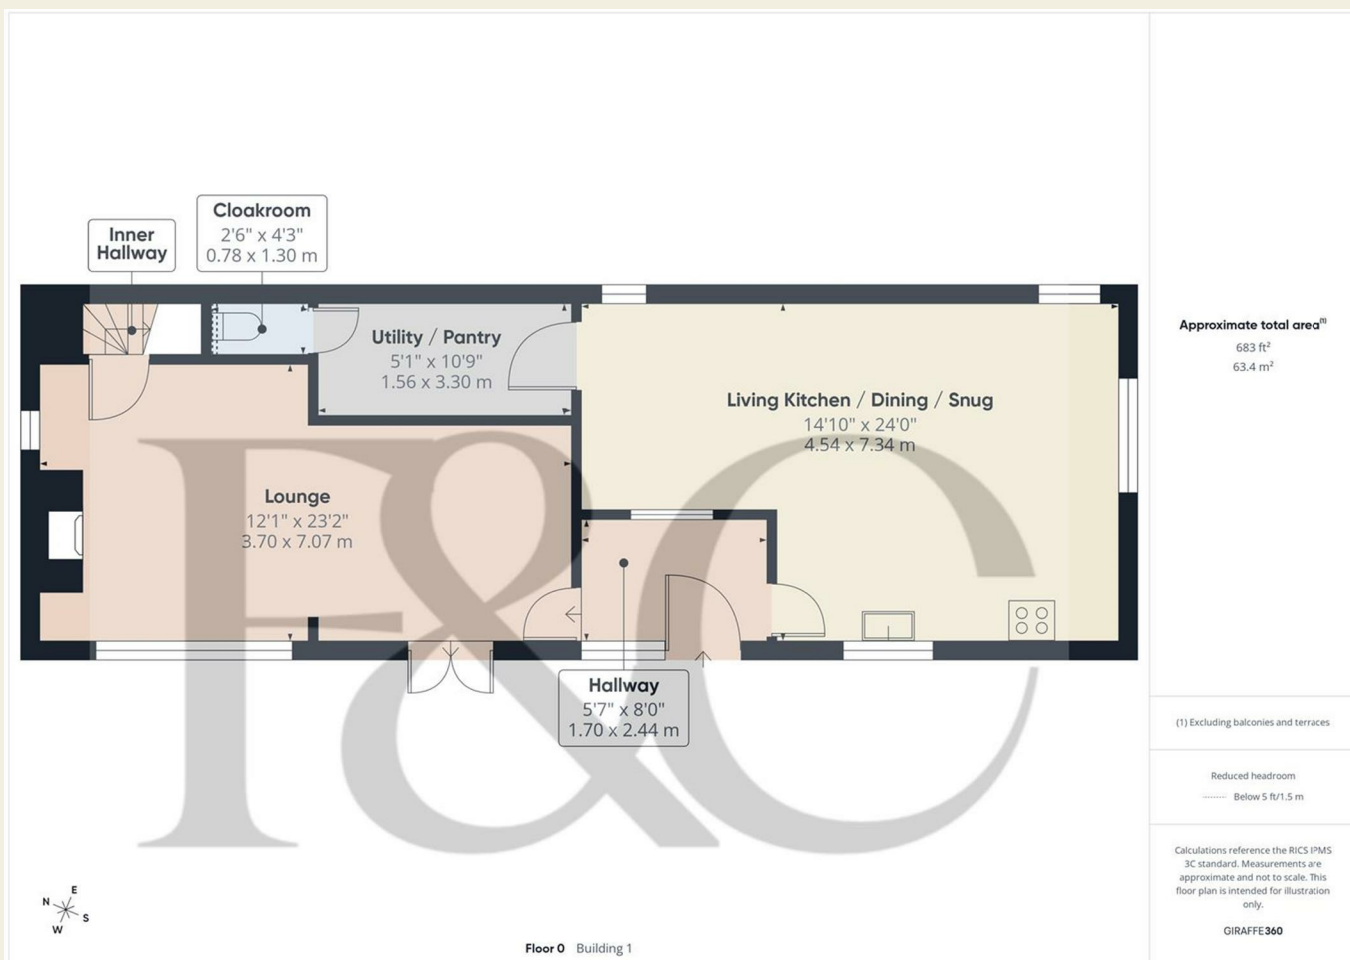 Inner
Hallway
Cloakroom
2'6" x 4'3"
0.78 x 1.30 m
Utility / Pantry
5'1" x 10'9"
1.56 x 3.30 m
Living Kitchen / Dining / Snug
14'10" x 24'0"
4.54 x 7.34 m
Lounge
12'1" x 23'2"
3.70 x 7.07 m
Hallway
5'7" x 8'0"
1.70 x 2.44 m
F&C
N E S W
Floor 0 Building 1
Approximate total area(1)
683 ft²
63.4 m²
(1) Excluding balconies and terraces
Reduced headroom
Below 5 ft/1.5 m
Calculations reference the RICS IPMS
3C standard. Measurements are
approximate and not to scale. This
floor plan is intended for illustration
only.
GIRAFFE360